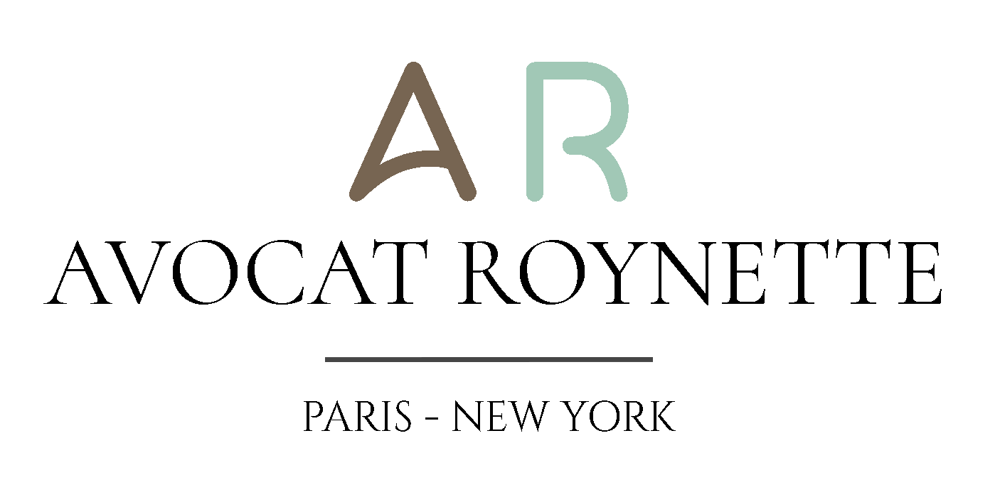 AR
AVOCAT ROYNETTE
PARIS - NEW YORK